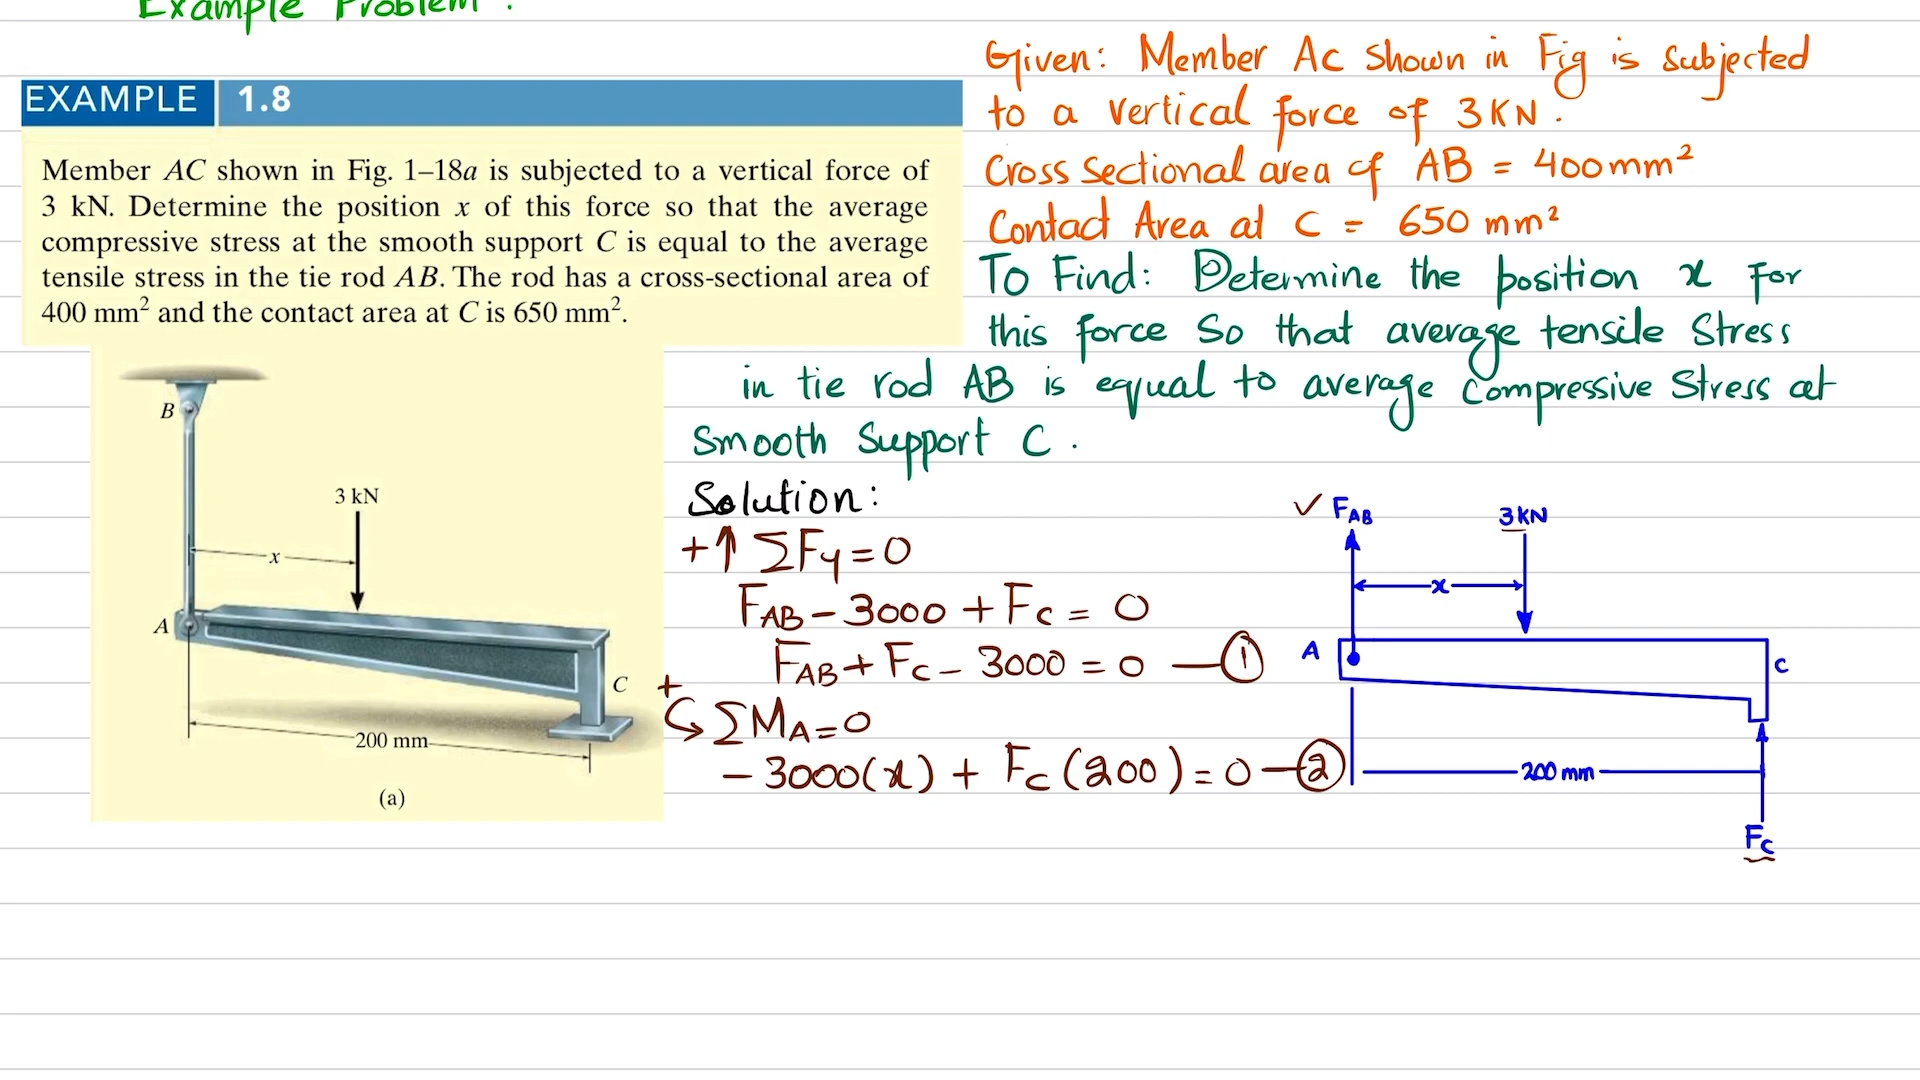 Example Problem :
EXAMPLE 1.8
Member AC shown in Fig. 1–18a is subjected to a vertical force of
3 kN. Determine the position x of this force so that the average
compressive stress at the smooth support C is equal to the average
tensile stress in the tie rod AB. The rod has a cross-sectional area of
400 mm² and the contact area at C is 650 mm².
B
3 kN
x
A
C
200 mm
(a)
Given: Member AC shown in Fig is subjected
to a vertical force of 3KN.
Cross Sectional area of AB = 400mm²
Contact Area at C = 650 mm²
To Find: Determine the position x For
this force So that average tensile Stress
in tie rod AB is equal to average Compressive Stress at
Smooth Support C.
Solution:
+↑ ΣFy=0
FAB - 3000 + Fc = 0
FAB + Fc - 3000 = 0 —①
+
↪ ΣMA=0
- 3000(x) + Fc(200) = 0 —②
✓ FAB
3KN
x
A
C
200 mm
Fc